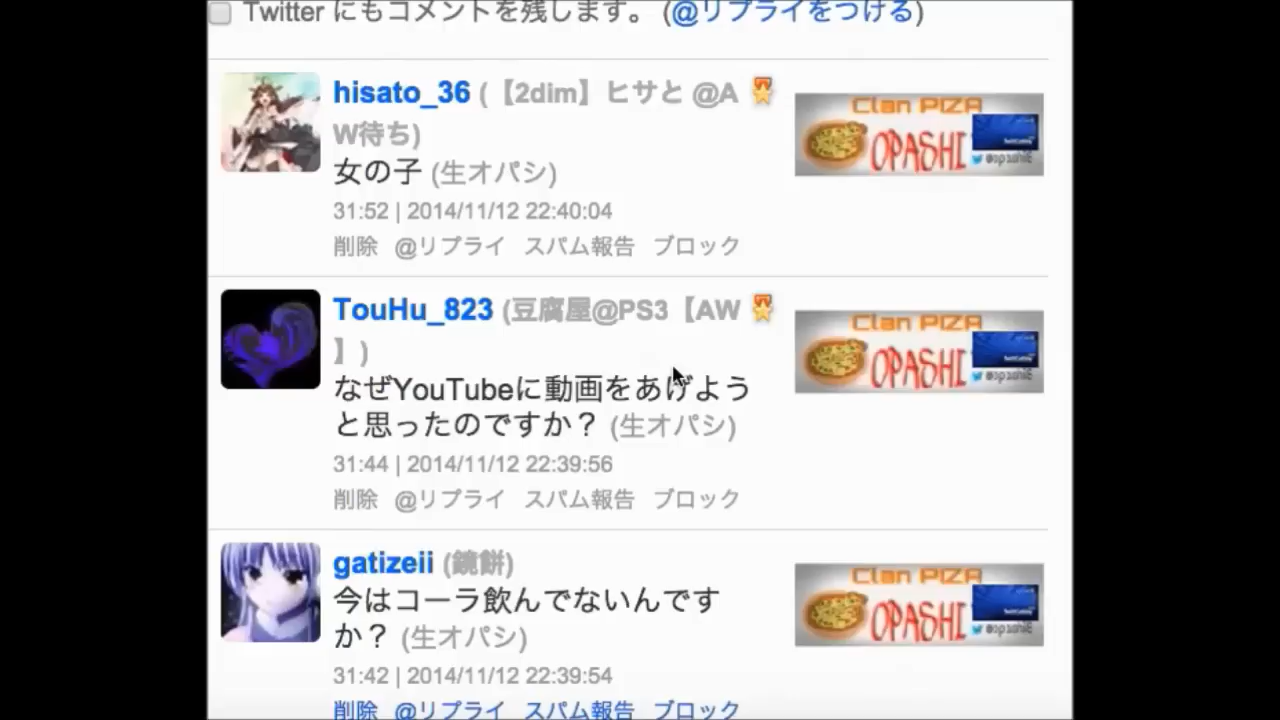 Twitter にもコメントを残します。 (@リプライをつける)
hisato_36 (【2dim】ヒサと @A
W待ち)
女の子 (生オパシ)
31:52 | 2014/11/12 22:40:04
削除 @リプライ スパム報告 ブロック
Clan PIZA
OPASHI
TouHu_823 (豆腐屋@PS3【AW
】)
なぜYouTubeに動画をあげよう
と思ったのですか？ (生オパシ)
31:44 | 2014/11/12 22:39:56
削除 @リプライ スパム報告 ブロック
Clan PIZA
OPASHI
gatizeii (鏡餅)
今はコーラ飲んでないんです
か？ (生オパシ)
31:42 | 2014/11/12 22:39:54
削除 @リプライ スパム報告 ブロック
Clan PIZA
OPASHI